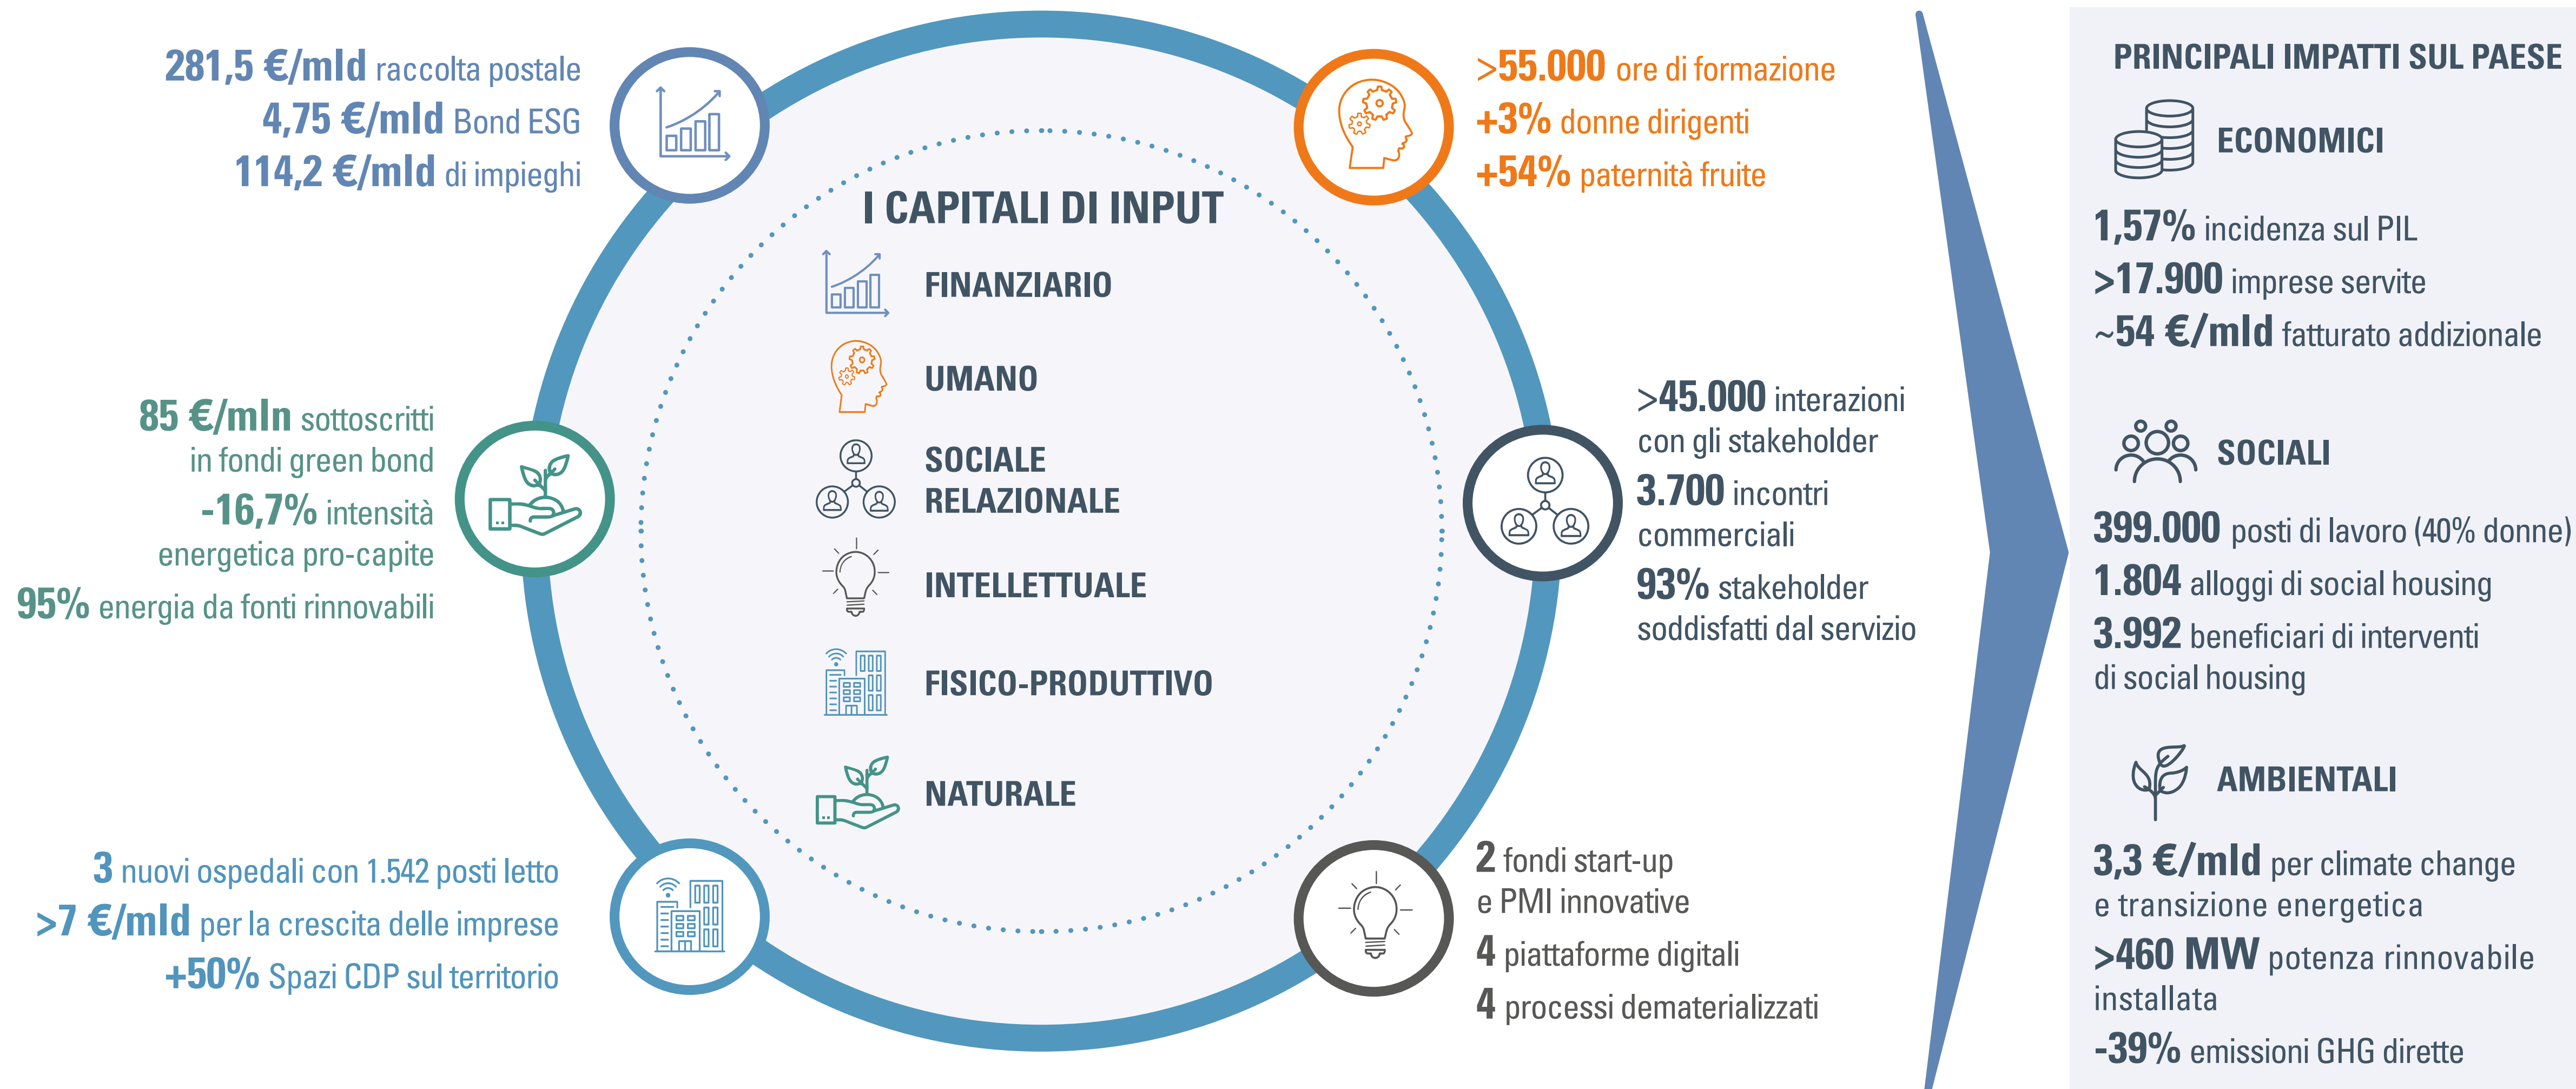 281,5 €/mld raccolta postale
4,75 €/mld Bond ESG
114,2 €/mld di impieghi
85 €/mln sottoscritti
in fondi green bond
-16,7% intensità
energetica pro-capite
95% energia da fonti rinnovabili
3 nuovi ospedali con 1.542 posti letto
>7 €/mld per la crescita delle imprese
+50% Spazi CDP sul territorio
I CAPITALI DI INPUT
FINANZIARIO
UMANO
SOCIALE
RELAZIONALE
INTELLETTUALE
FISICO-PRODUTTIVO
NATURALE
>55.000 ore di formazione
+3% donne dirigenti
+54% paternità fruite
>45.000 interazioni
con gli stakeholder
3.700 incontri
commerciali
93% stakeholder
soddisfatti dal servizio
2 fondi start-up
e PMI innovative
4 piattaforme digitali
4 processi dematerializzati
PRINCIPALI IMPATTI SUL PAESE
ECONOMICI
1,57% incidenza sul PIL
>17.900 imprese servite
~54 €/mld fatturato addizionale
SOCIALI
399.000 posti di lavoro (40% donne)
1.804 alloggi di social housing
3.992 beneficiari di interventi
di social housing
AMBIENTALI
3,3 €/mld per climate change
e transizione energetica
>460 MW potenza rinnovabile
installata
-39% emissioni GHG dirette